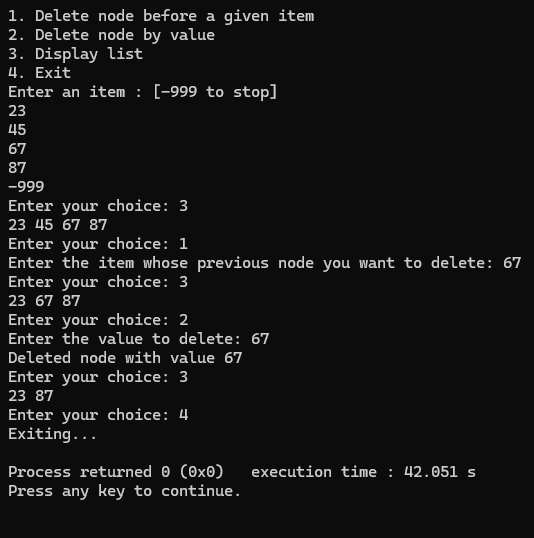 1. Delete node before a given item
2. Delete node by value
3. Display list
4. Exit
Enter an item : [-999 to stop]
23
45
67
87
-999
Enter your choice: 3
23 45 67 87
Enter your choice: 1
Enter the item whose previous node you want to delete: 67
Enter your choice: 3
23 67 87
Enter your choice: 2
Enter the value to delete: 67
Deleted node with value 67
Enter your choice: 3
23 87
Enter your choice: 4
Exiting...
Process returned 0 (0x0)   execution time : 42.051 s
Press any key to continue.